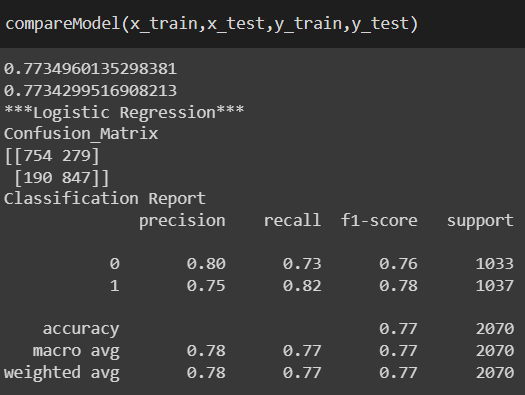 compareModel(x_train,x_test,y_train,y_test)
0.7734960135298381
0.7734299516908213
***Logistic Regression***
Confusion_Matrix
[[754 279]
 [190 847]]
Classification Report
              precision    recall  f1-score   support

           0       0.80      0.73      0.76      1033
           1       0.75      0.82      0.78      1037

    accuracy                           0.77      2070
   macro avg       0.78      0.77      0.77      2070
weighted avg       0.78      0.77      0.77      2070